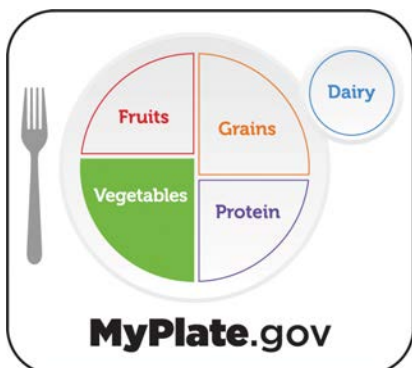 Dairy
Fruits
Grains
Vegetables
Protein
MyPlate.gov